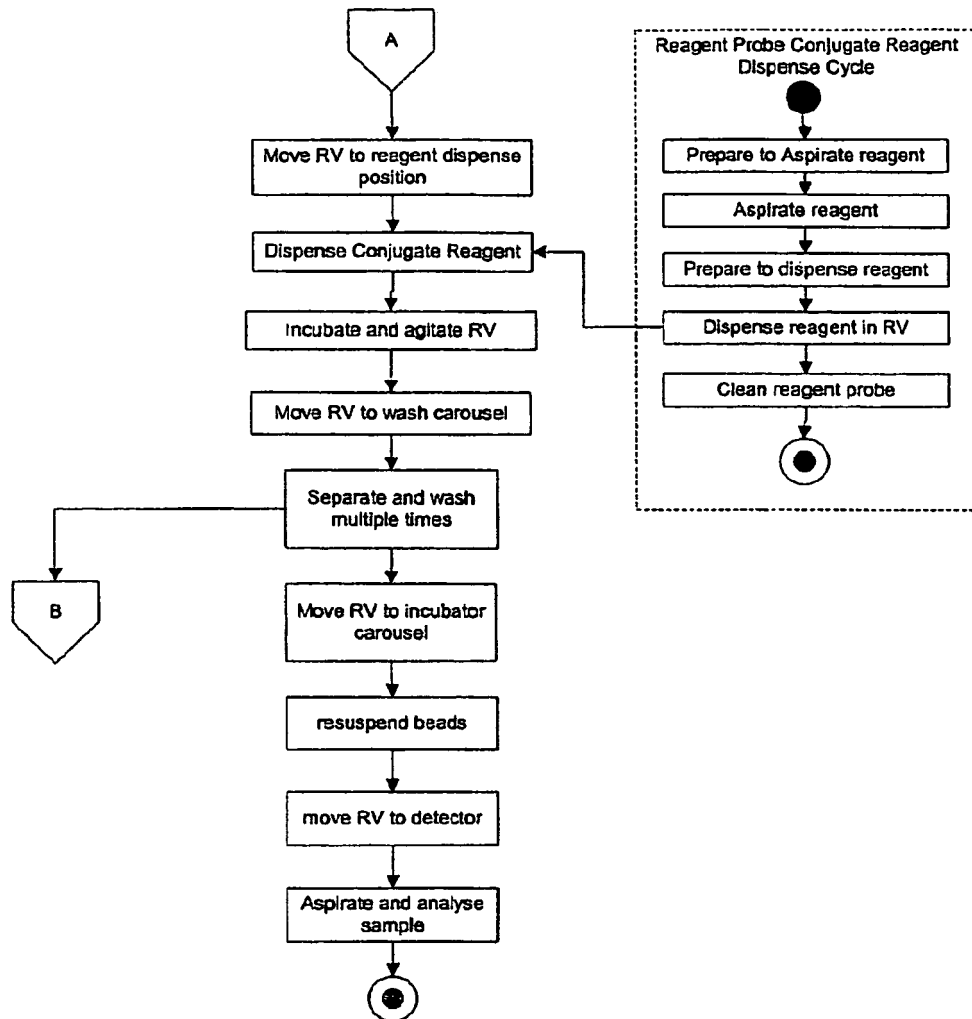 A
Move RV to reagent dispense
position
Dispense Conjugate Reagent
Incubate and agitate RV
Move RV to wash carousel
Separate and wash
multiple times
B
Move RV to incubator
carousel
resuspend beads
move RV to detector
Aspirate and analyse
sample
Reagent Probe Conjugate Reagent
Dispense Cycle
Prepare to Aspirate reagent
Aspirate reagent
Prepare to dispense reagent
Dispense reagent in RV
Clean reagent probe